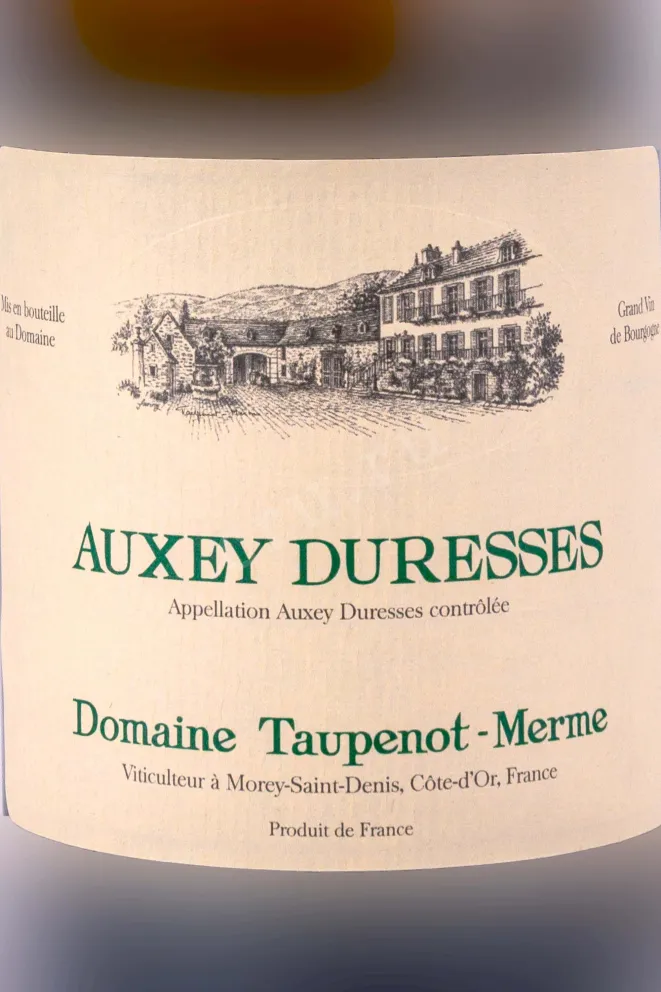 Mis en bouteille
au Domaine
Grand Vin
de Bourgogne
AUXEY DURESSES
Appellation Auxey Duresses contrôlée
Domaine Taupenot-Merme
Viticulteur à Morey-Saint-Denis, Côte-d'Or, France
Produit de France